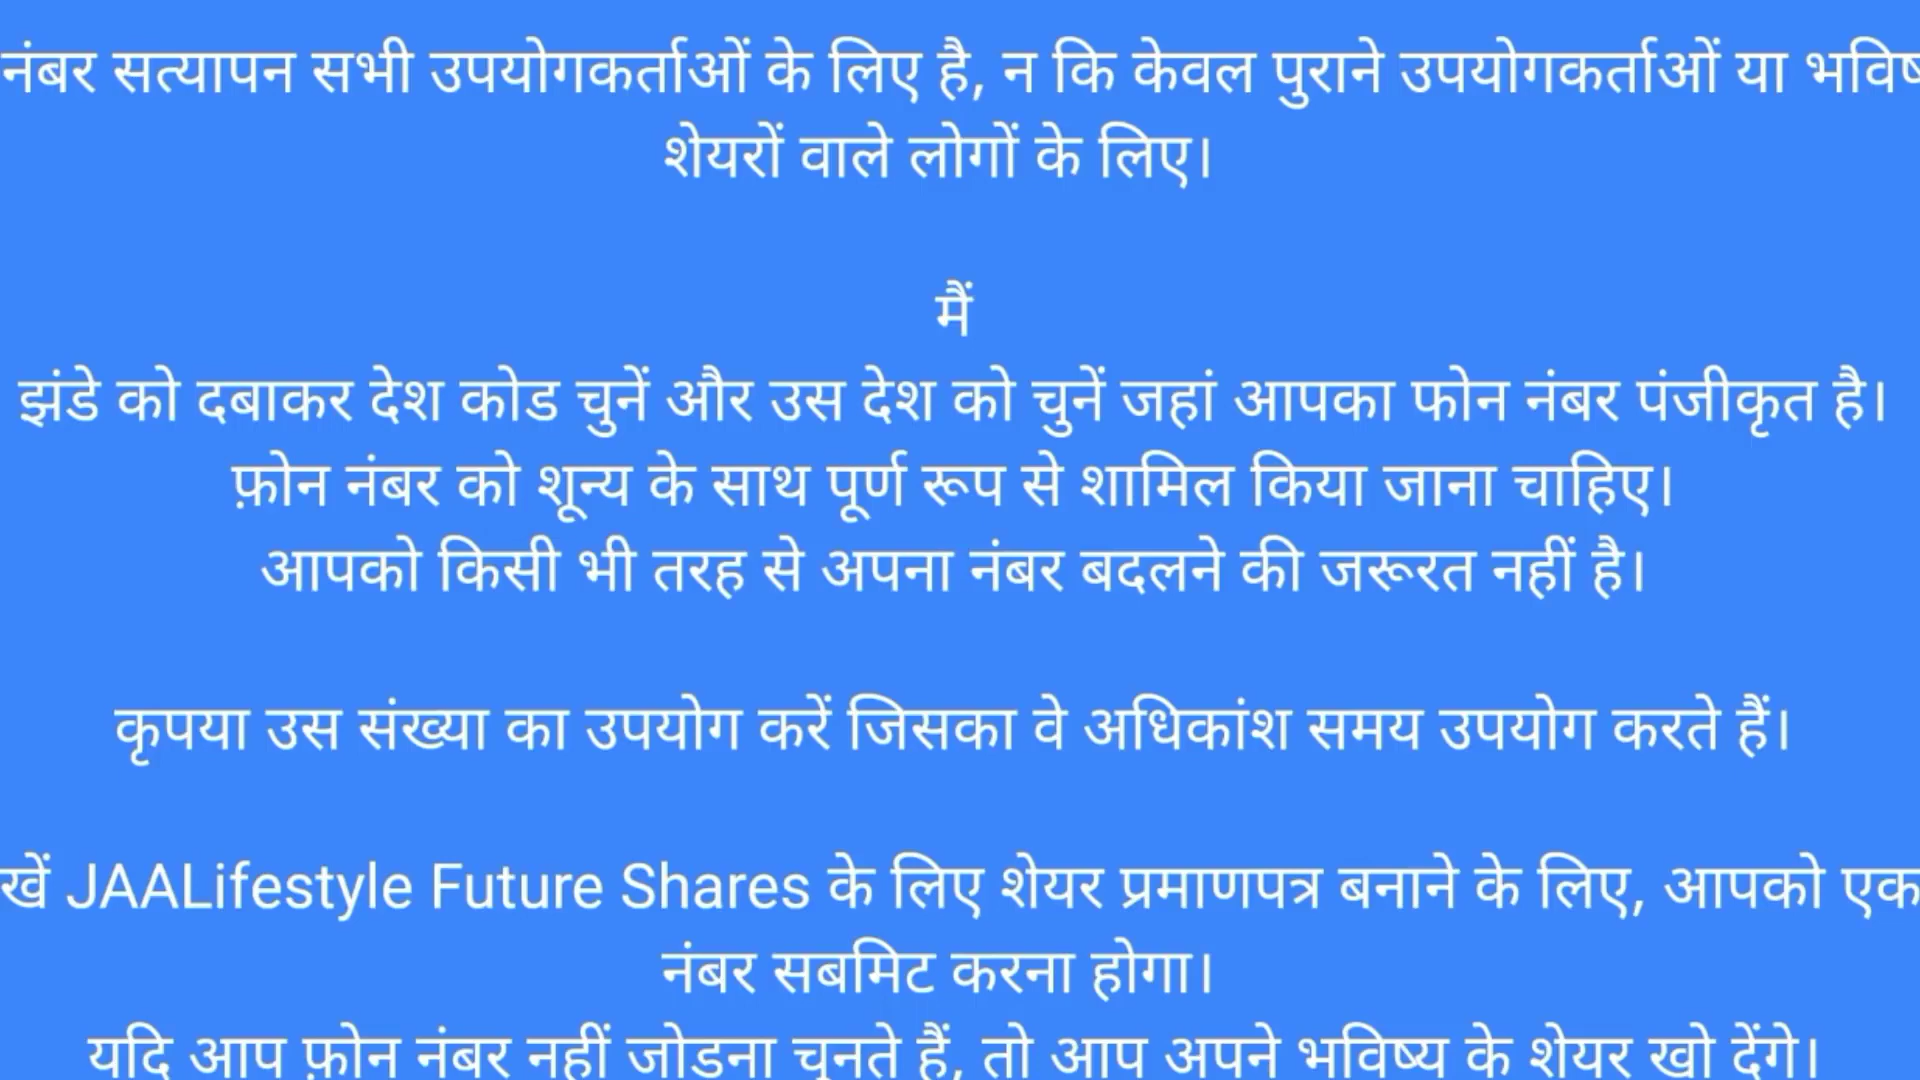 नंबर सत्यापन सभी उपयोगकर्ताओं के लिए है, न कि केवल पुराने उपयोगकर्ताओं या
शेयरों वाले लोगों के लिए।
मैं
झंडे को दबाकर देश कोड चुनें और उस देश को चुनें जहां आपका फोन नंबर पंजीकृत है।
फ़ोन नंबर को शून्य के साथ पूर्ण रूप से शामिल किया जाना चाहिए।
आपको किसी भी तरह से अपना नंबर बदलने की जरूरत नहीं है।
कृपया उस संख्या का उपयोग करें जिसका वे अधिकांश समय उपयोग करते हैं।
JAALifestyle Future Shares के लिए शेयर प्रमाणपत्र बनाने के लिए, आपको एक
नंबर सबमिट करना होगा।
यदि आप फ़ोन नंबर नहीं जोडना चुनते हैं, तो आप अपने भविष्य के शेयर खो देंगे।